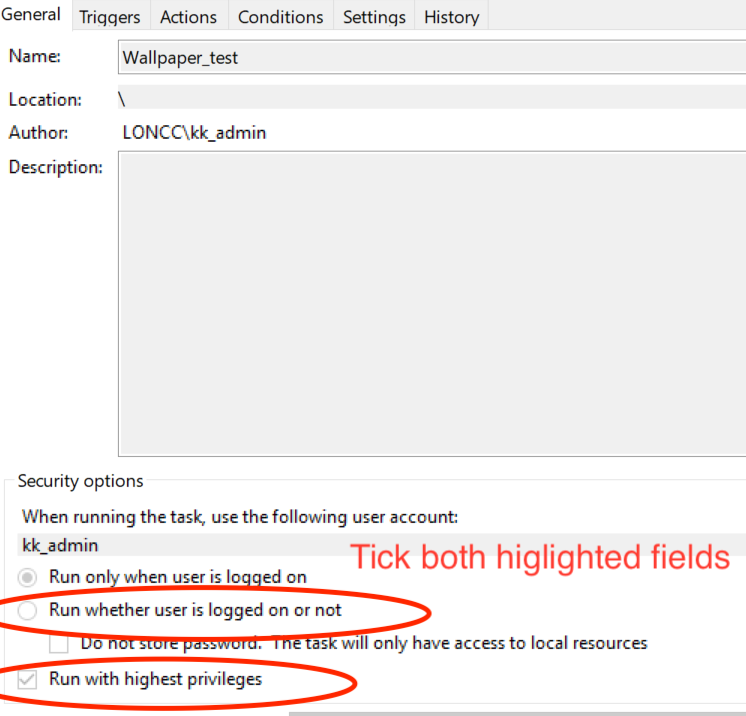 General Triggers Actions Conditions Settings History
Name: Wallpaper_test
Location: \
Author: LONCC\kk_admin
Description:
Security options
When running the task, use the following user account:
kk_admin
Tick both higlighted fields
Run only when user is logged on
Run whether user is logged on or not
Do not store password. The task will only have access to local resources
Run with highest privileges